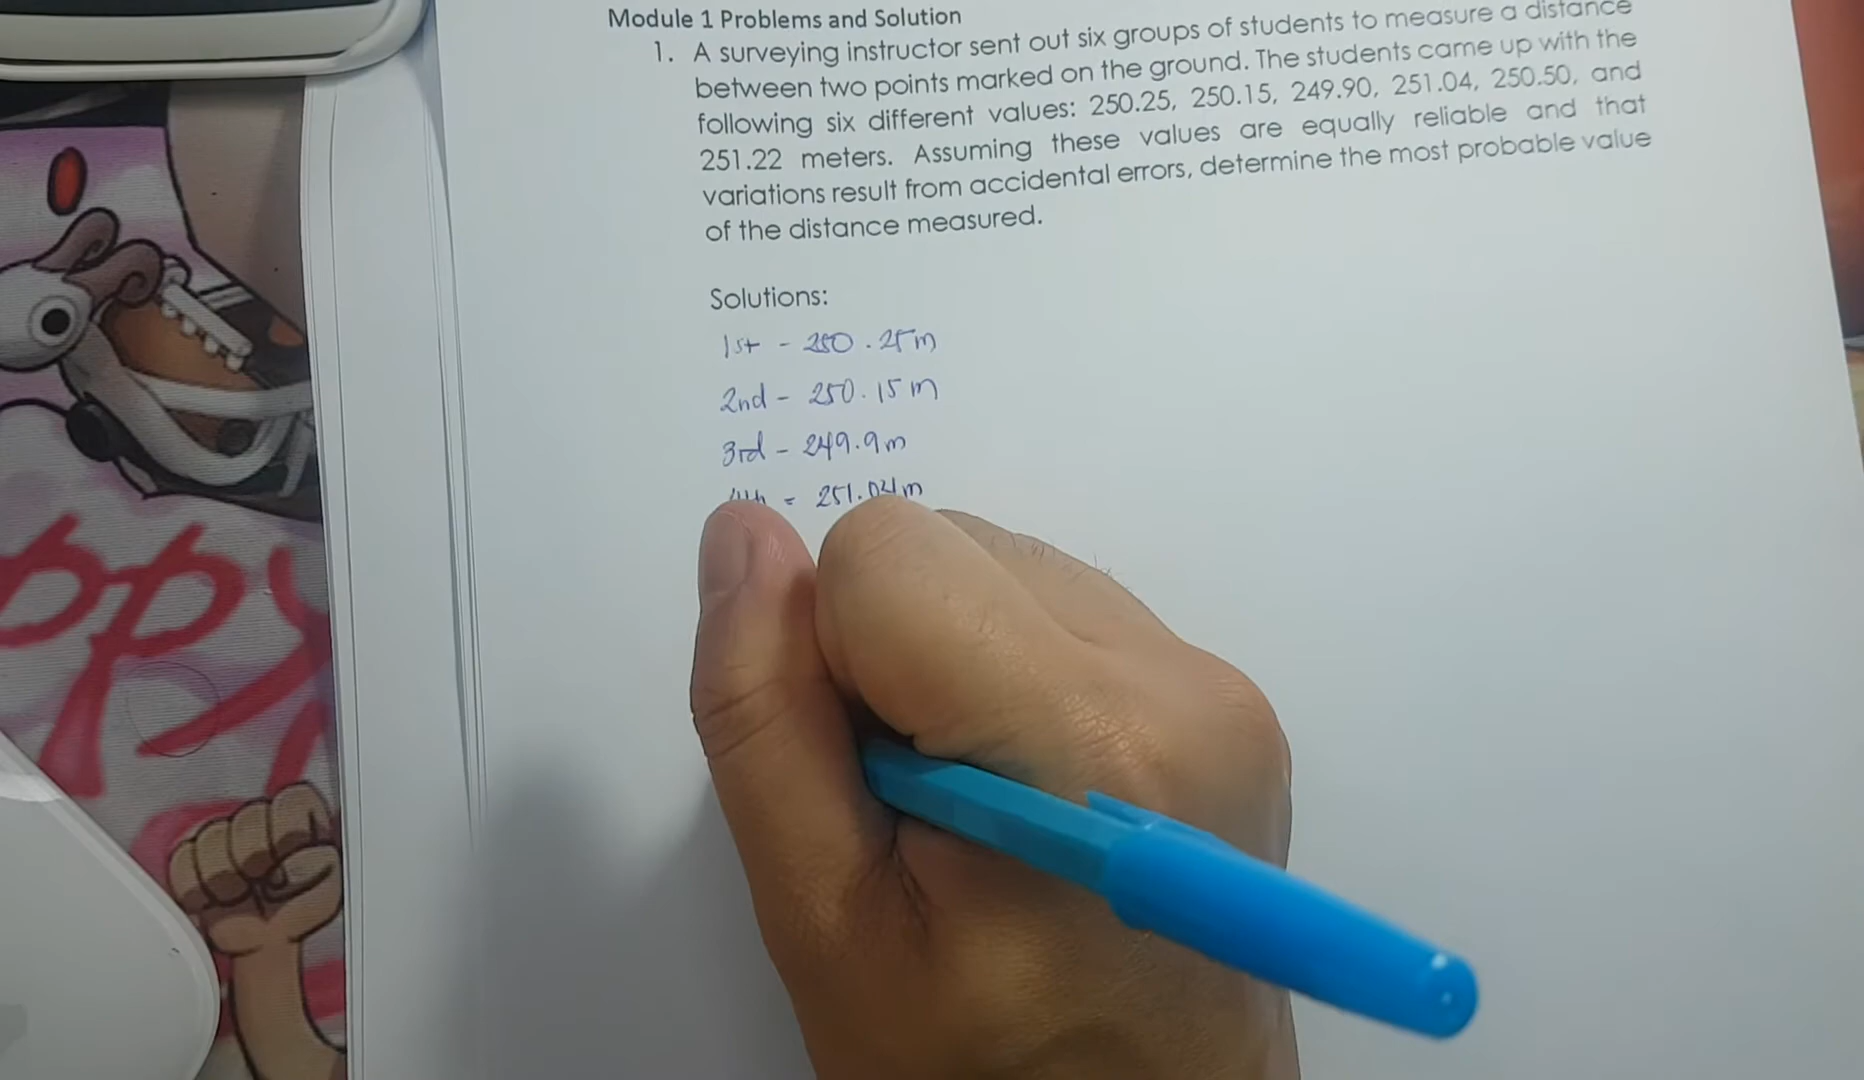 Module 1 Problems and Solution
1. A surveying instructor sent out six groups of students to measure a distance
between two points marked on the ground. The students came up with the
following six different values: 250.25, 250.15, 249.90, 251.04, 250.50, and
251.22 meters. Assuming these values are equally reliable and that
variations result from accidental errors, determine the most probable value
of the distance measured.
Solutions:
1st - 250.25m
2nd - 250.15m
3rd - 249.9m
4th = 251.04m
ppy